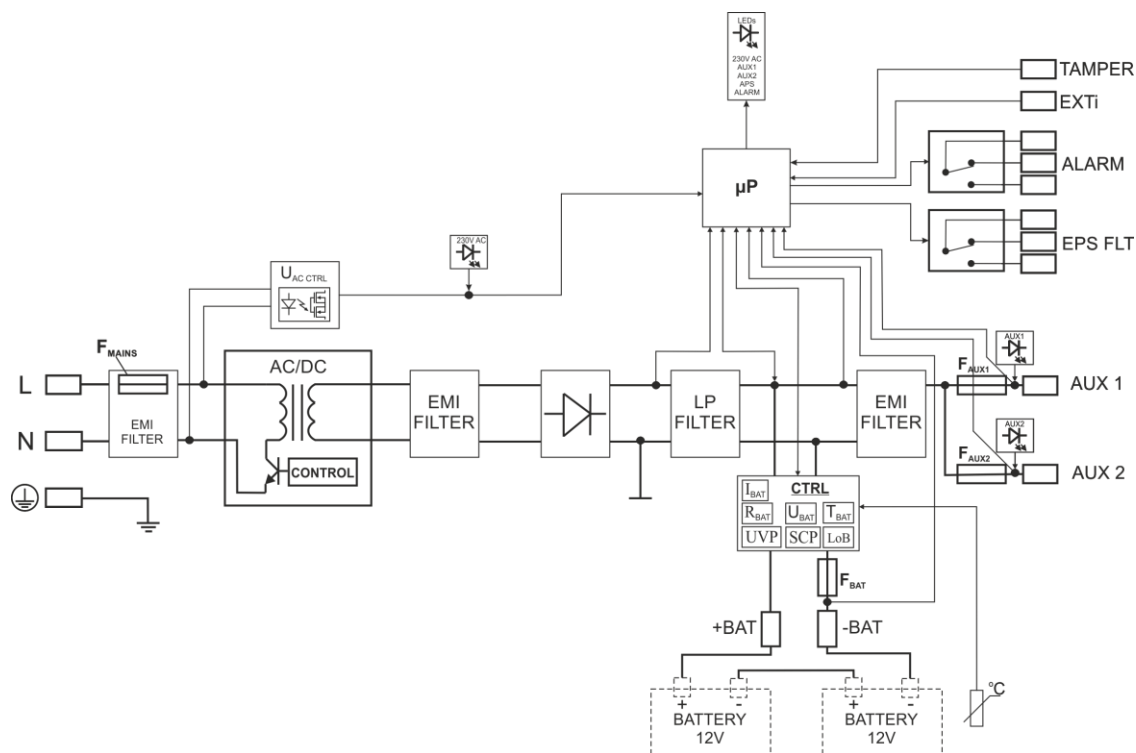 LEDs
230V AC
AUX1
AUX2
APS
ALARM
TAMPER
EXTi
ALARM
µP
EPS FLT
230V AC
U AC CTRL
F MAINS
AC/DC
L
EMI
FILTER
N
CONTROL
EMI
FILTER
LP
FILTER
EMI
FILTER
F AUX1
AUX1
AUX 1
F AUX2
AUX2
AUX 2
CTRL
I BAT
R BAT
U BAT
T BAT
UVP
SCP
LoB
F BAT
+BAT
-BAT
°C
+
-
+
-
BATTERY
12V
BATTERY
12V